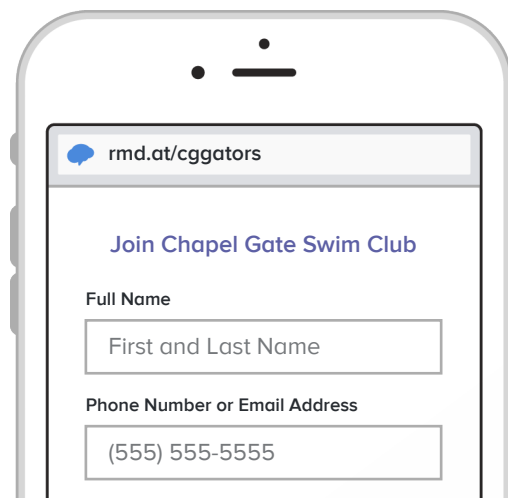 rmd.at/cggators
Join Chapel Gate Swim Club
Full Name
First and Last Name
Phone Number or Email Address
(555) 555-5555